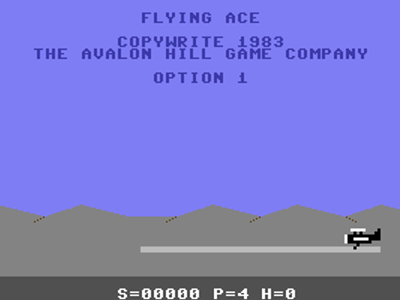 FLYING ACE
COPYWRITE 1983
THE AVALON HILL GAME COMPANY
OPTION 1
S=00000 P=4 H=0